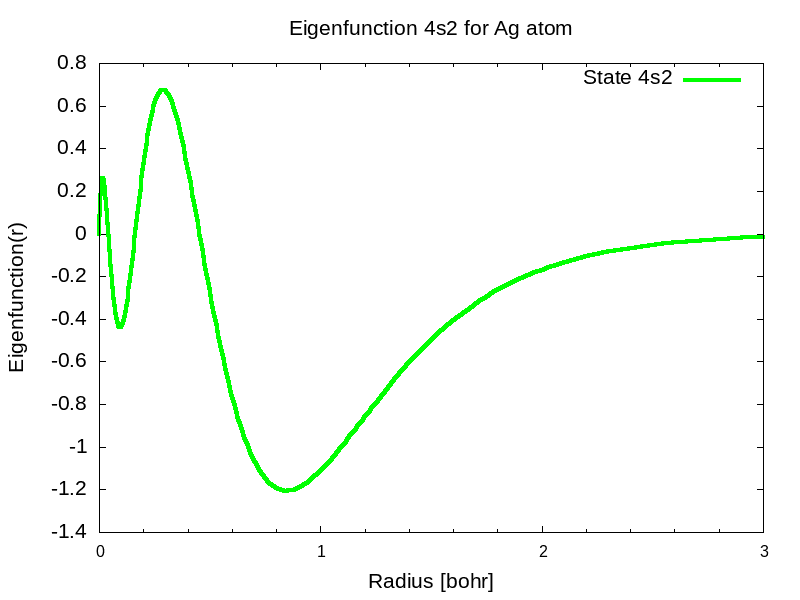 Eigenfunction 4s2 for Ag atom
State 4s2
0.8
0.6
0.4
0.2
0
-0.2
-0.4
-0.6
-0.8
-1
-1.2
-1.4
Eigenfunction(r)
0 1 2 3
Radius [bohr]